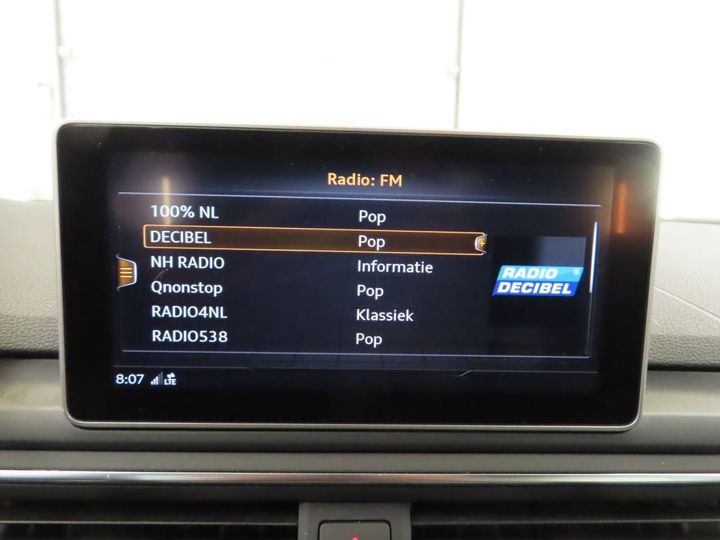 Radio: FM
100% NL Pop
DECIBEL Pop
NH RADIO Informatie
Qnonstop Pop
RADIO4NL Klassiek
RADIO538 Pop
RADIO
DECIBEL
8:07 LTE